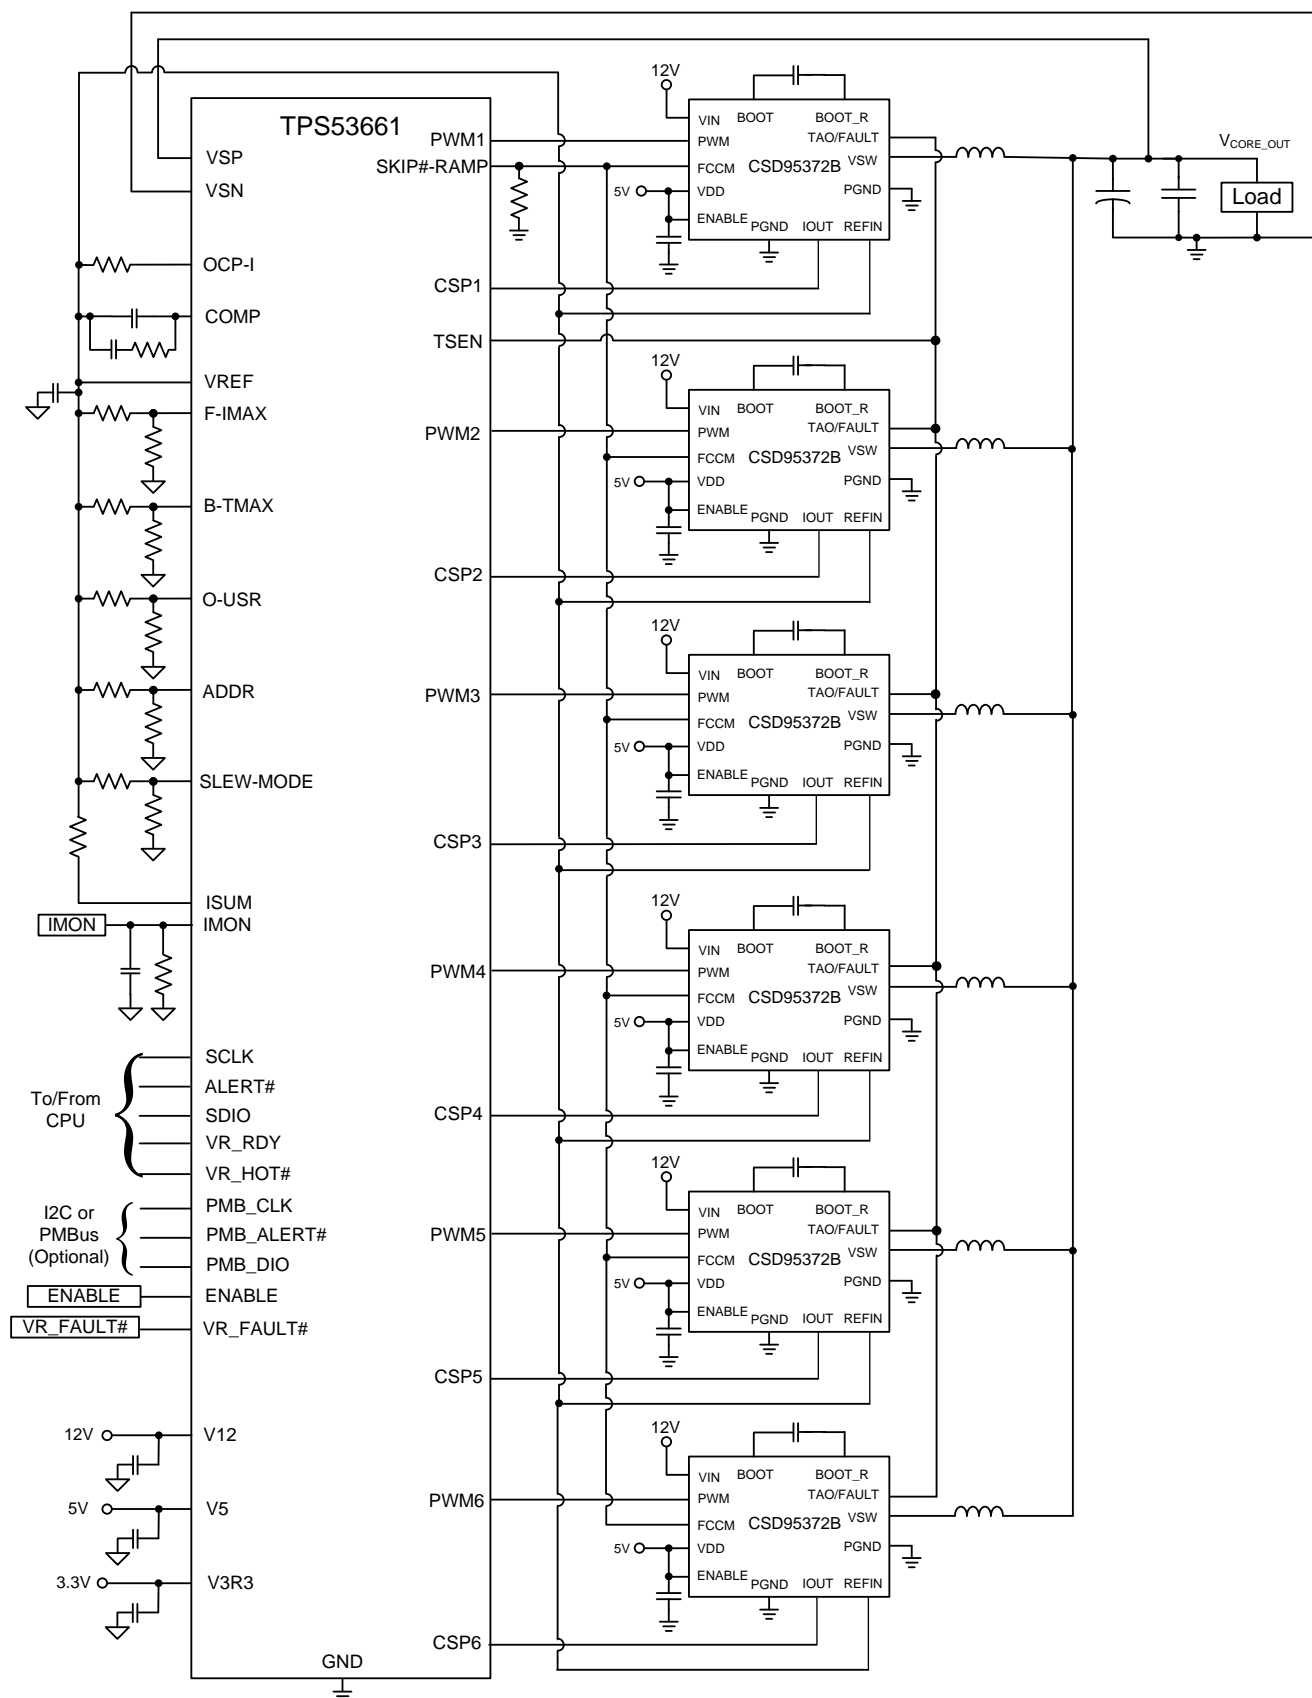 TPS53661
VSP
VSN
OCP-I
COMP
VREF
F-IMAX
B-TMAX
O-USR
ADDR
SLEW-MODE
ISUM
IMON
IMON
To/From
CPU
SCLK
ALERT#
SDIO
VR_RDY
VR_HOT#
I2C or
PMBus
(Optional)
PMB_CLK
PMB_ALERT#
PMB_DIO
ENABLE
ENABLE
VR_FAULT#
VR_FAULT#
12V
V12
5V
V5
3.3V
V3R3
GND
PWM1
SKIP#-RAMP
CSP1
TSEN
PWM2
CSP2
PWM3
CSP3
PWM4
CSP4
PWM5
CSP5
PWM6
CSP6
12V
VIN
BOOT
BOOT_R
PWM
TAO/FAULT
FCCM
CSD95372B
VSW
5V
VDD
PGND
ENABLE
PGND
IOUT
REFIN
VCORE_OUT
Load
12V
VIN
BOOT
BOOT_R
PWM
TAO/FAULT
FCCM
CSD95372B
VSW
5V
VDD
PGND
ENABLE
PGND
IOUT
REFIN
12V
VIN
BOOT
BOOT_R
PWM
TAO/FAULT
FCCM
CSD95372B
VSW
5V
VDD
PGND
ENABLE
PGND
IOUT
REFIN
12V
VIN
BOOT
BOOT_R
PWM
TAO/FAULT
FCCM
CSD95372B
VSW
5V
VDD
PGND
ENABLE
PGND
IOUT
REFIN
12V
VIN
BOOT
BOOT_R
PWM
TAO/FAULT
FCCM
CSD95372B
VSW
5V
VDD
PGND
ENABLE
PGND
IOUT
REFIN
12V
VIN
BOOT
BOOT_R
PWM
TAO/FAULT
FCCM
CSD95372B
VSW
5V
VDD
PGND
ENABLE
PGND
IOUT
REFIN